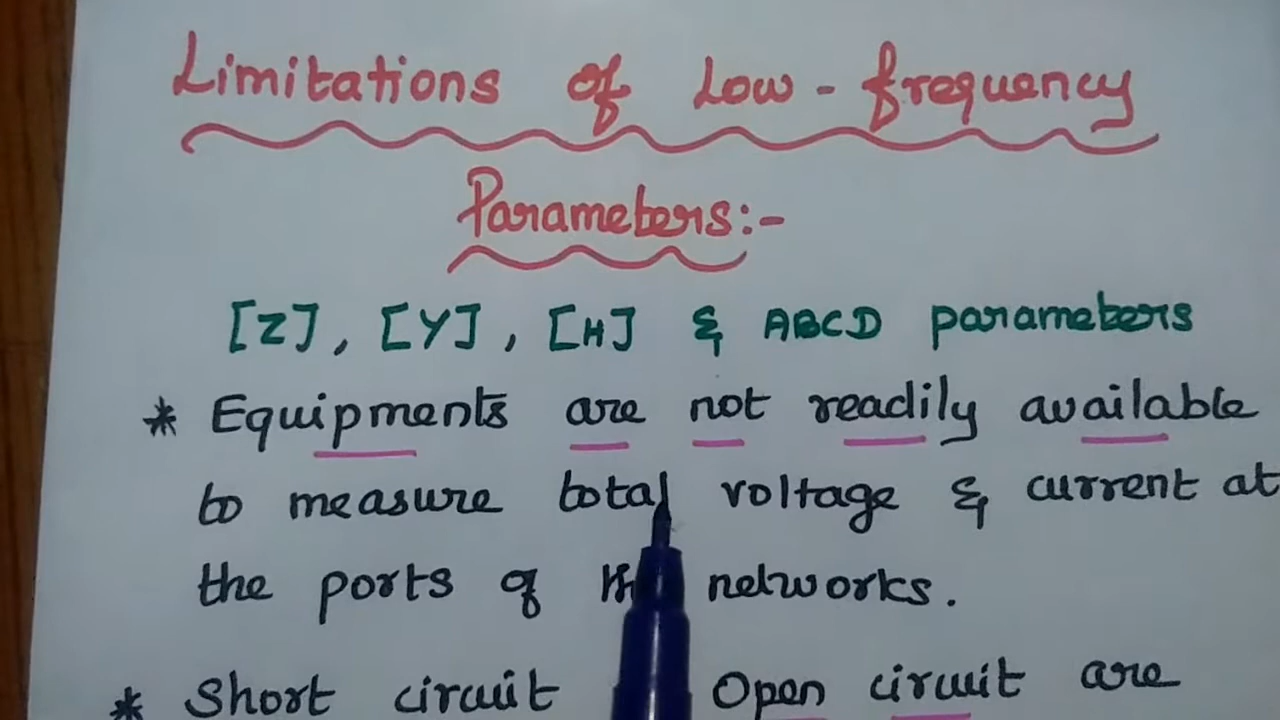 Limitations of Low - frequency
Parameters:-
[Z], [Y], [H] & ABCD parameters
* Equipments are not readily available
to measure total voltage & current at
the ports of networks.
* Short circuit Open circuit are